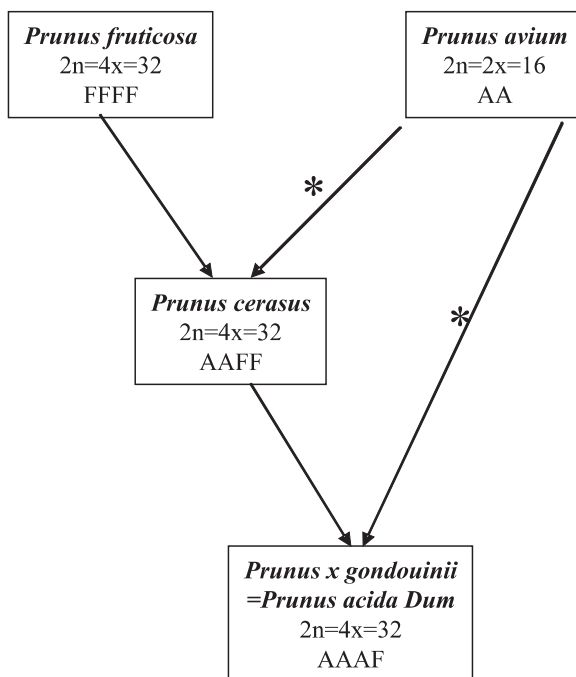 Prunus fruticosa
2n=4x=32
FFFF
Prunus avium
2n=2x=16
AA
*
Prunus cerasus
2n=4x=32
AAFF
*
Prunus x gondouinii
=Prunus acida Dum
2n=4x=32
AAAF